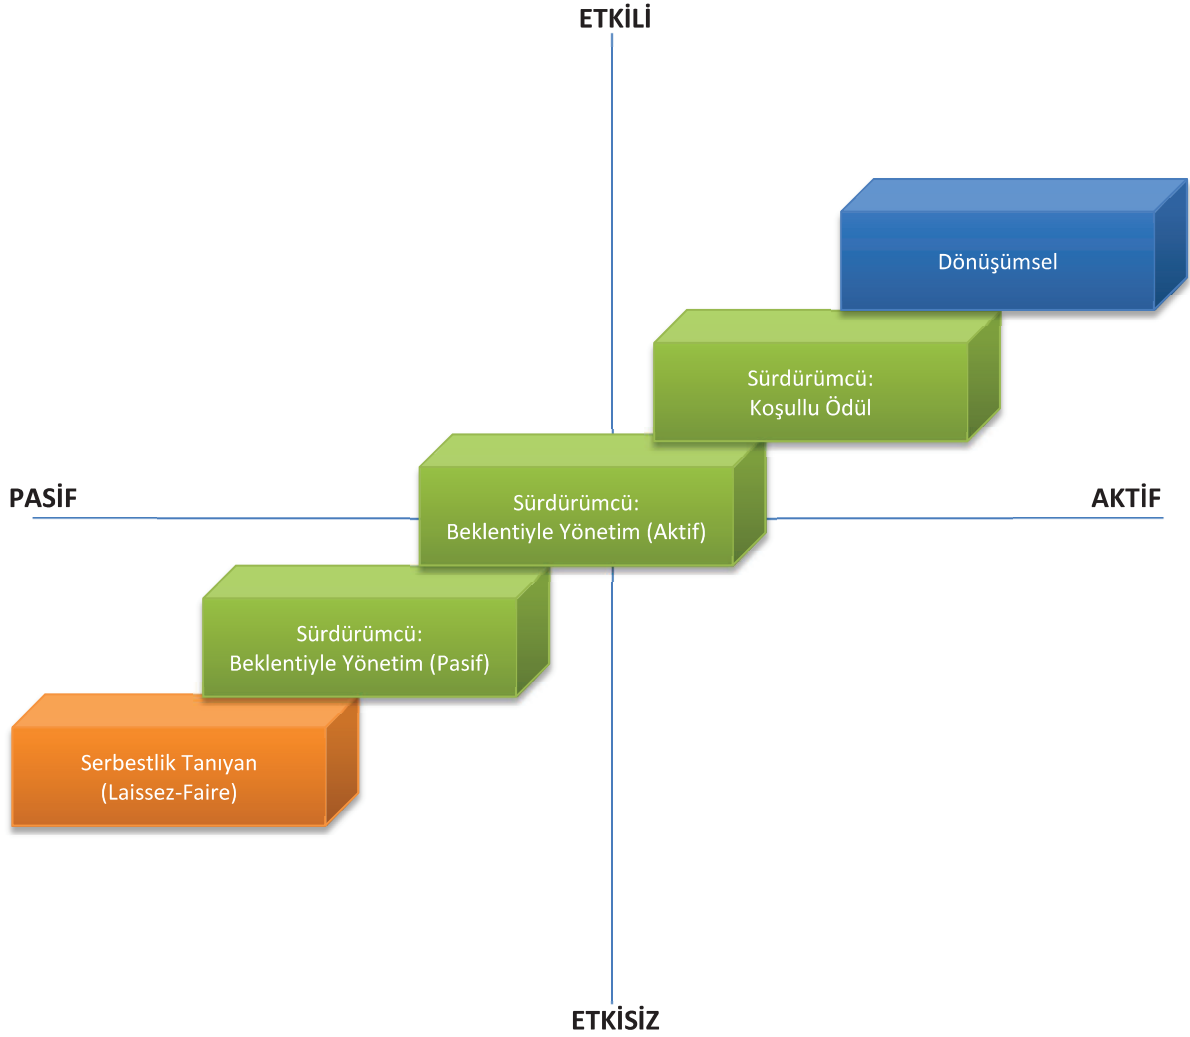 ETKİLİ
Dönüşümsel
Sürdürümcü:
Koşullu Ödül
PASİF
AKTİF
Sürdürümcü:
Beklentiyle Yönetim (Aktif)
Sürdürümcü:
Beklentiyle Yönetim (Pasif)
Serbestlik Tanıyan
(Laissez-Faire)
ETKİSİZ